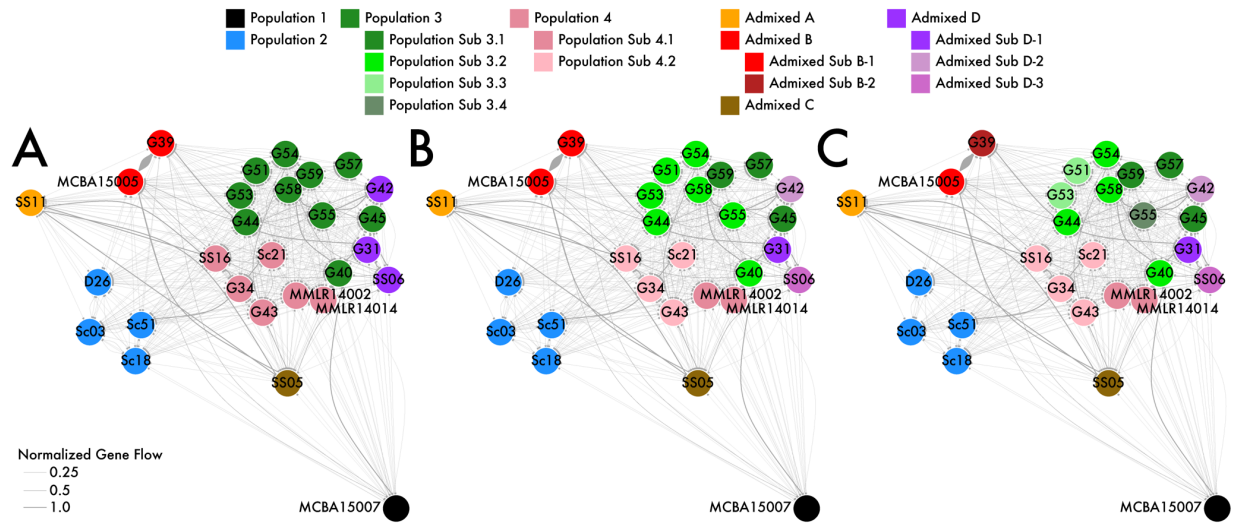 Population 1
Population 2
Population 3
Population Sub 3.1
Population Sub 3.2
Population Sub 3.3
Population Sub 3.4
Population 4
Population Sub 4.1
Population Sub 4.2
Admixed A
Admixed B
Admixed Sub B-1
Admixed Sub B-2
Admixed C
Admixed D
Admixed Sub D-1
Admixed Sub D-2
Admixed Sub D-3
A
G39
G54
G51
G59
G57
MCBA15005
G53
G58
G42
SS11
G44
G55
G45
SS16
Sc21
G31
D26
G40
SS06
G34
MMLR14002
G43
MMLR14014
Sc03
Sc51
Sc18
SS05
MCBA15007
Normalized Gene Flow
0.25
0.5
1.0
B
G39
G54
G51
G59
G57
MCBA15005
G53
G58
G42
SS11
G44
G55
G45
SS16
Sc21
G31
D26
G40
SS06
G34
MMLR14002
G43
MMLR14014
Sc03
Sc51
Sc18
SS05
MCBA15007
C
G39
G54
G51
G59
G57
MCBA15005
G53
G58
G42
SS11
G44
G55
G45
SS16
Sc21
G31
D26
G40
SS06
G34
MMLR14002
G43
MMLR14014
Sc03
Sc51
Sc18
SS05
MCBA15007